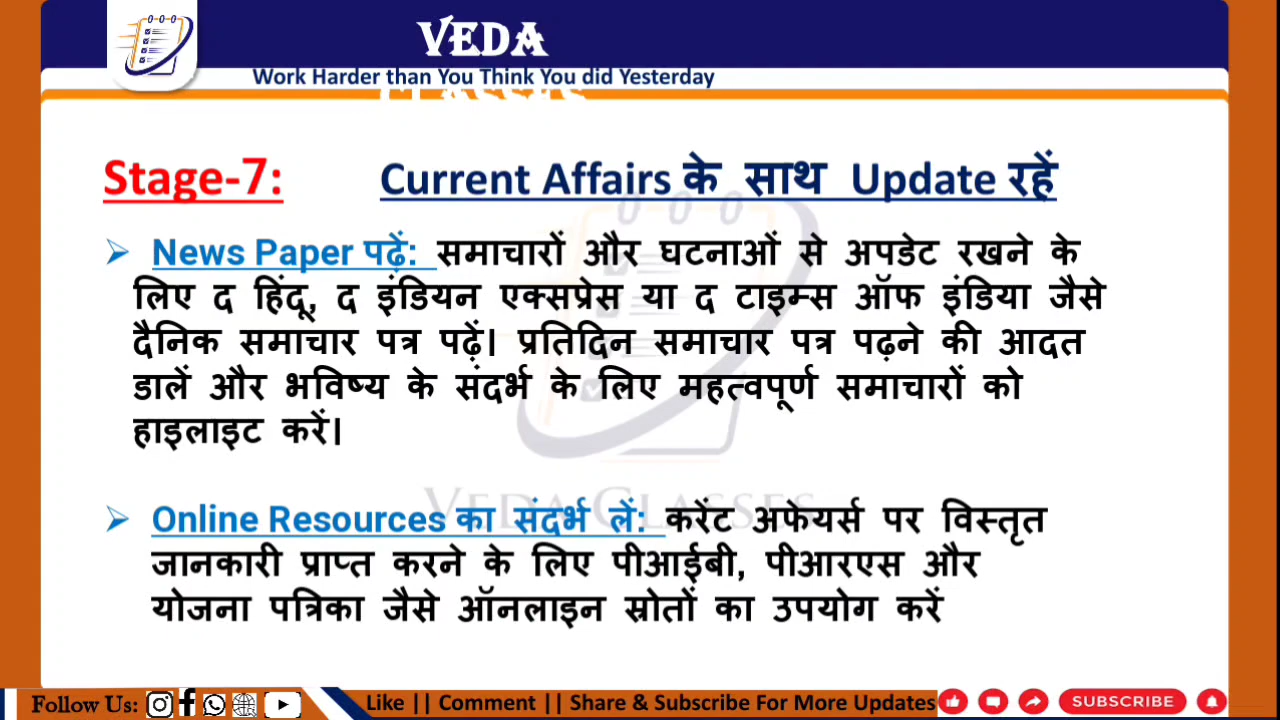 VEDA
CLASSES
Work Harder than You Think You did Yesterday
Stage-7: Current Affairs के साथ Update रहें
News Paper पढ़ें: समाचारों और घटनाओं से अपडेट रखने के
लिए द हिंदू, द इंडियन एक्सप्रेस या द टाइम्स ऑफ इंडिया जैसे
दैनिक समाचार पत्र पढ़ें। प्रतिदिन समाचार पत्र पढ़ने की आदत
डालें और भविष्य के संदर्भ के लिए महत्वपूर्ण समाचारों को
हाइलाइट करें।
VEDA CLASSES
Online Resources का संदर्भ लें: करेंट अफेयर्स पर विस्तृत
जानकारी प्राप्त करने के लिए पीआईबी, पीआरएस और
योजना पत्रिका जैसे ऑनलाइन स्रोतों का उपयोग करें
Follow Us: Like || Comment || Share & Subscribe For More Updates SUBSCRIBE